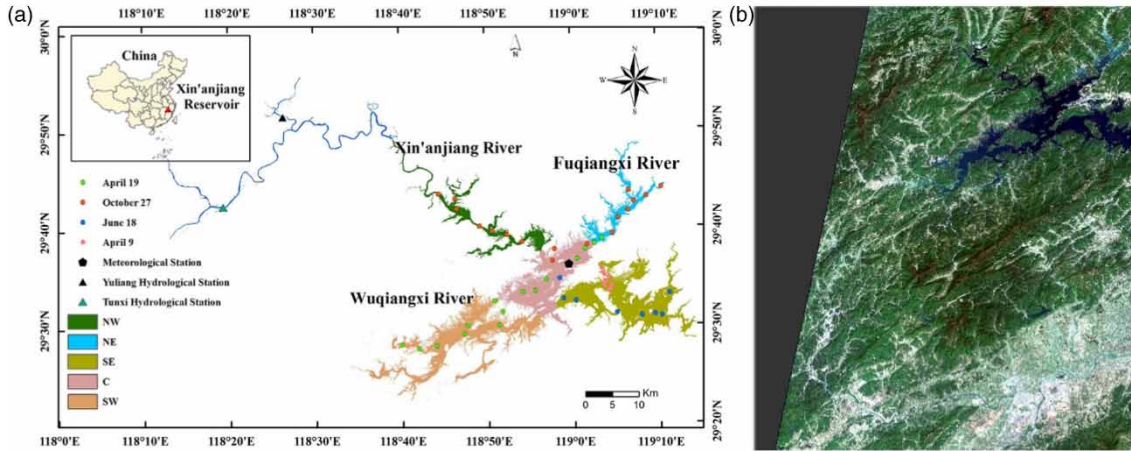 (a)
118°10'E 118°20'E 118°30'E 118°40'E 118°50'E 119°0'E 119°10'E
(b)
30°0'N
30°0'N
China
Xin'anjiang
Reservoir
N
N
W
E
S
29°50'N
29°50'N
Xin'anjiang River
Fuqiangxi River
April 19
October 27
June 18
April 9
Meteorological Station
Yuliang Hydrological Station
Tunxi Hydrological Station
29°40'N
29°40'N
Wuqiangxi River
29°30'N
29°30'N
NW
NE
SE
C
SW
Km
0 5 10
29°20'N
118°0'E 118°10'E 118°20'E 118°30'E 118°40'E 118°50'E 119°0'E 119°10'E